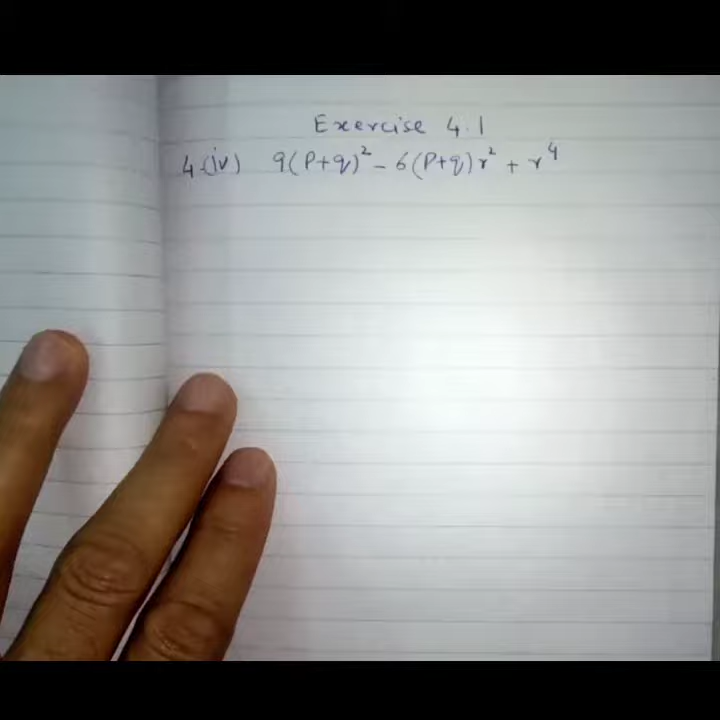 Exercise 4.1
4.(iv) 9(P+q)² - 6(P+q)r² + r⁴